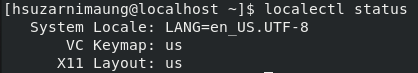 [hsuzarnimaung@localhost ~]$ localectl status
System Locale: LANG=en_US.UTF-8
VC Keymap: us
X11 Layout: us